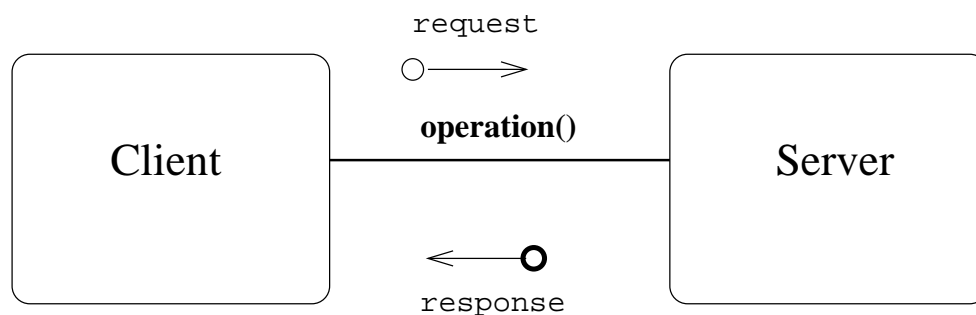 request
operation()
Client
Server
response